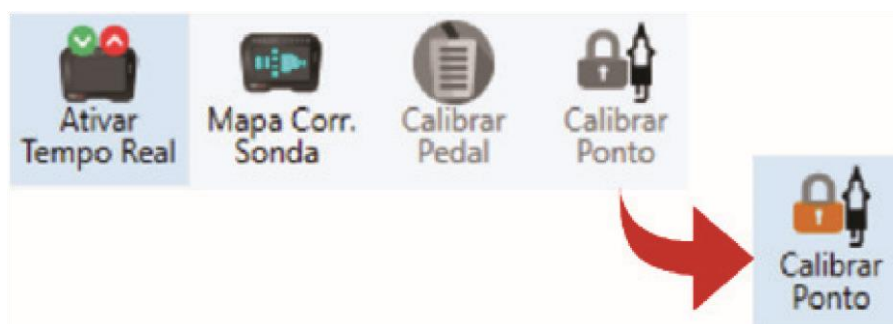 Ativar
Tempo Real
Mapa Corr.
Sonda
Calibrar
Pedal
Calibrar
Ponto
Calibrar
Ponto